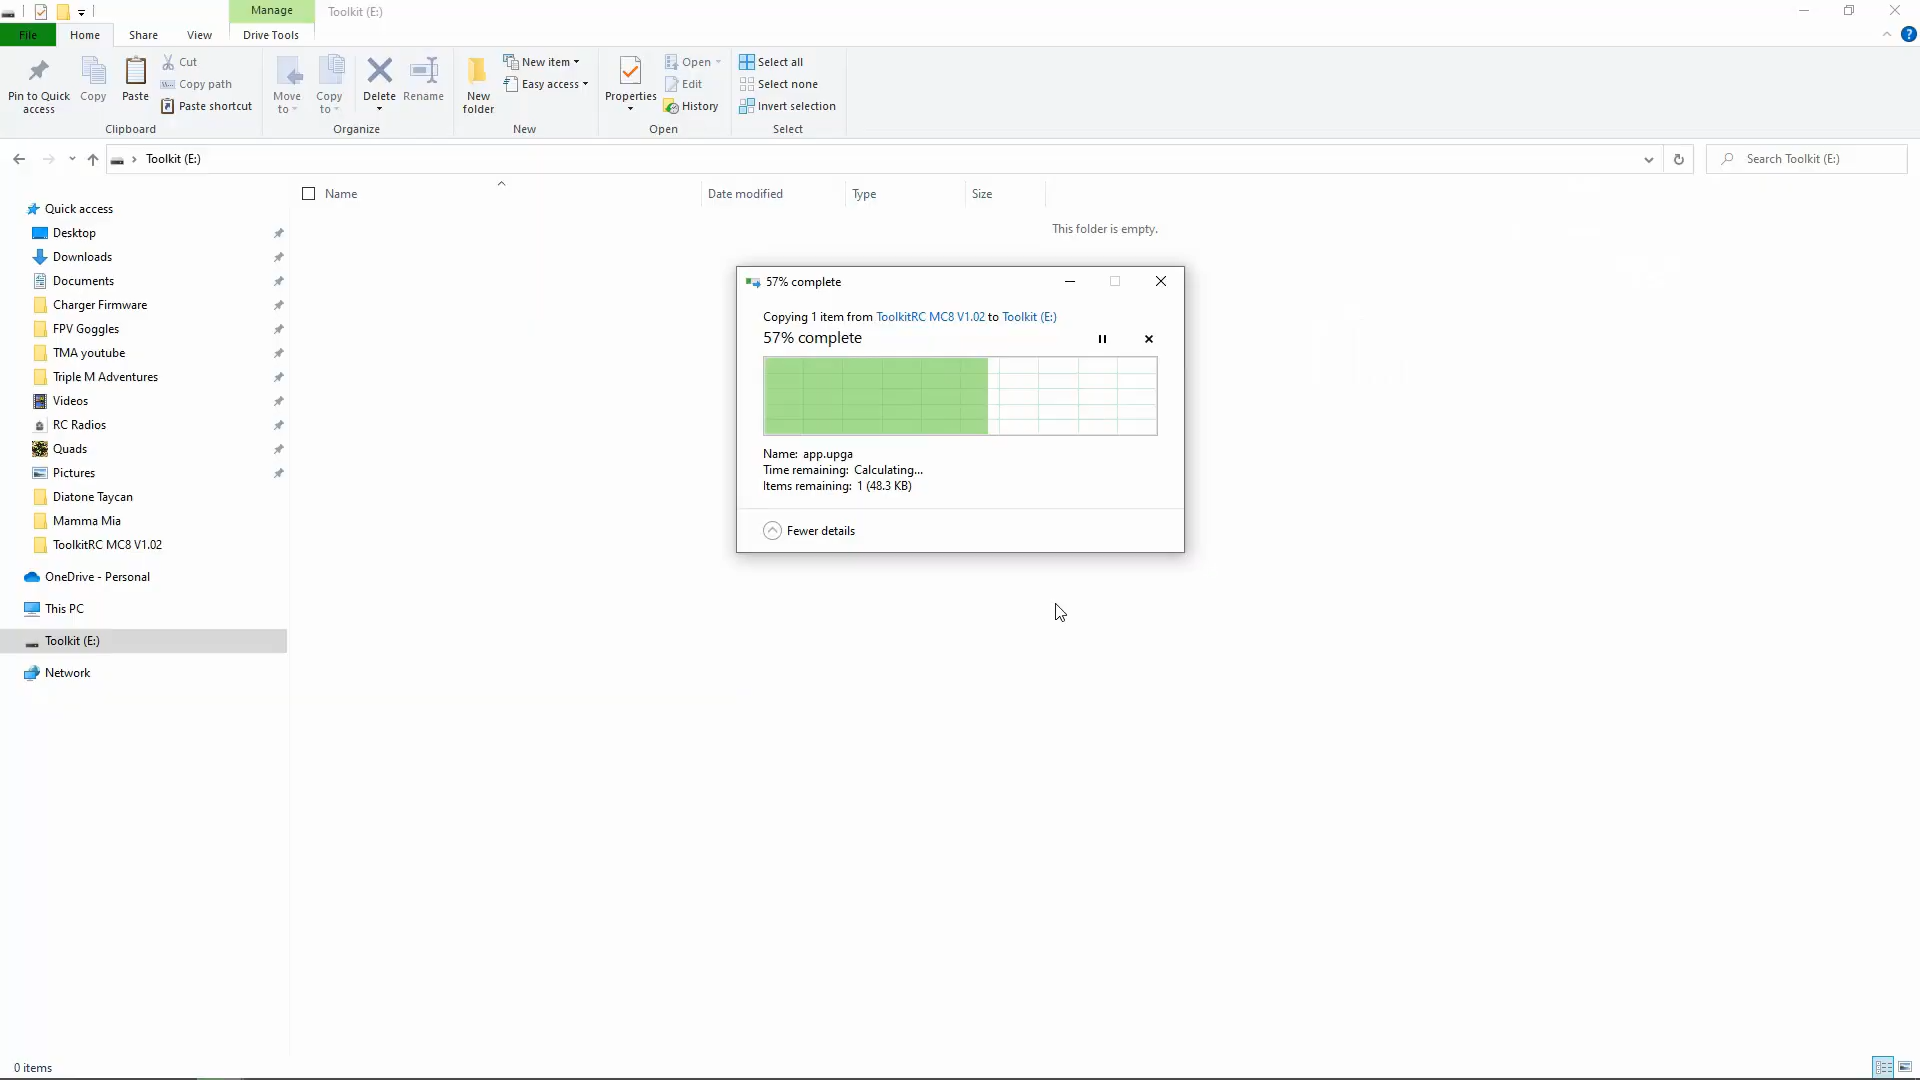 Manage
Toolkit (E:)
File
Home
Share
View
Drive Tools
Pin to Quick access
Copy
Paste
Cut
Copy path
Paste shortcut
Clipboard
Move to
Copy to
Delete
Rename
Organize
New folder
New item
Easy access
New
Properties
Open
Edit
History
Open
Select all
Select none
Invert selection
Select
Toolkit (E:)
Search Toolkit (E:)
Name
Date modified
Type
Size
This folder is empty.
Quick access
Desktop
Downloads
Documents
Charger Firmware
FPV Goggles
TMA youtube
Triple M Adventures
Videos
RC Radios
Quads
Pictures
Diatone Taycan
Mamma Mia
ToolkitRC MC8 V1.02
OneDrive - Personal
This PC
Toolkit (E:)
Network
57% complete
Copying 1 item from ToolkitRC MC8 V1.02 to Toolkit (E:)
57% complete
Name: app.upga
Time remaining: Calculating...
Items remaining: 1 (48.3 KB)
Fewer details
0 items